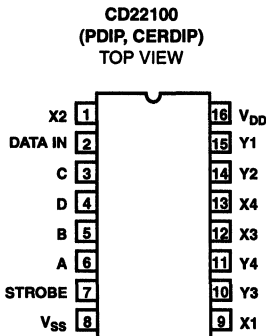 CD22100
(PDIP, CERDIP)
TOP VIEW
X2 1 16 VDD
DATA IN 2 15 Y1
C 3 14 Y2
D 4 13 X4
B 5 12 X3
A 6 11 Y4
STROBE 7 10 Y3
VSS 8 9 X1